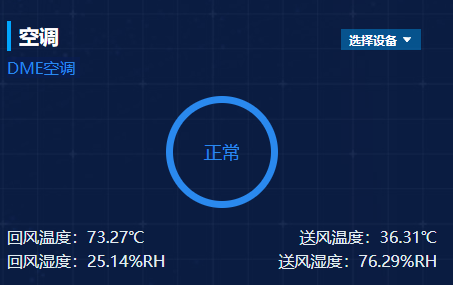 空调
选择设备
DME空调
正常
回风温度：73.27℃ 送风温度：36.31℃
回风湿度：25.14%RH 送风湿度：76.29%RH